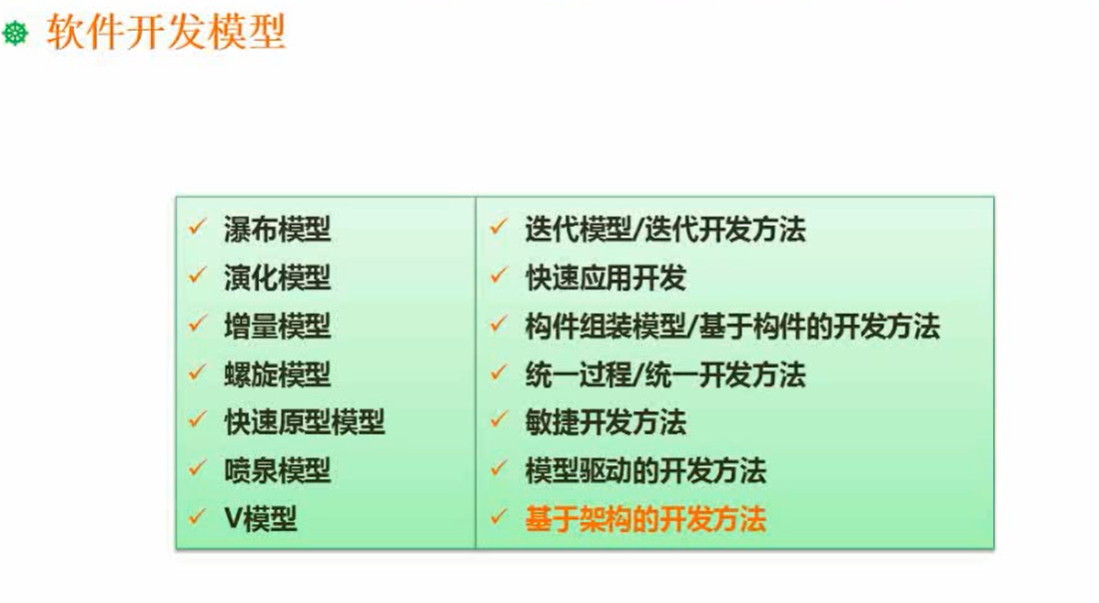 软件开发模型
瀑布模型
演化模型
增量模型
螺旋模型
快速原型模型
喷泉模型
V模型
迭代模型/迭代开发方法
快速应用开发
构件组装模型/基于构件的开发方法
统一过程/统一开发方法
敏捷开发方法
模型驱动的开发方法
基于架构的开发方法